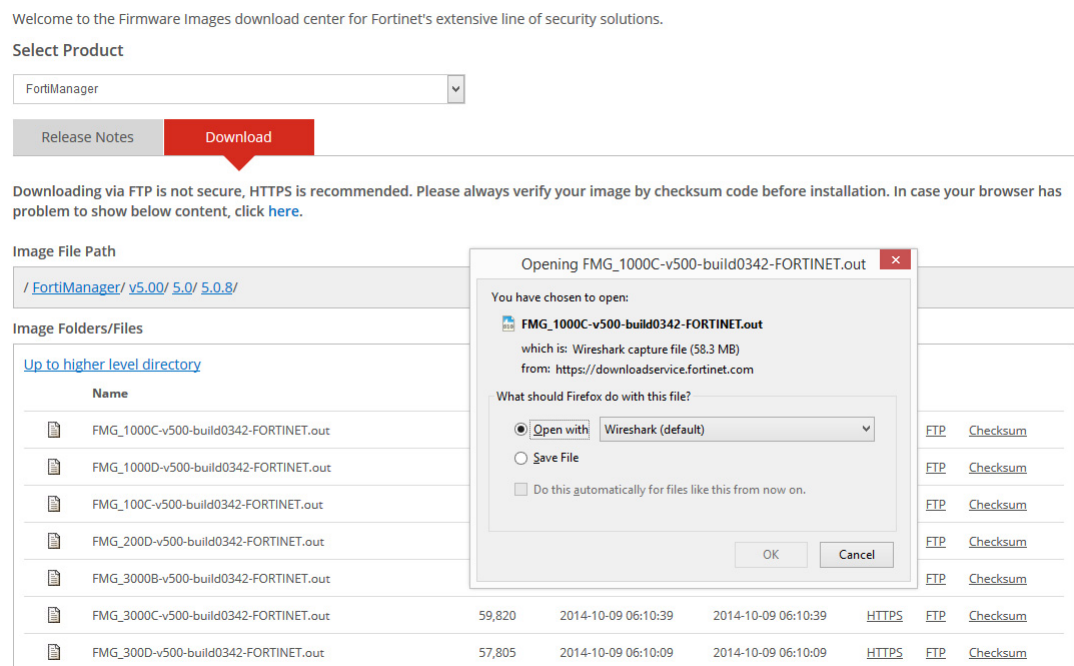 Welcome to the Firmware Images download center for Fortinet's extensive line of security solutions.
Select Product
FortiManager
Release Notes
Download
Downloading via FTP is not secure, HTTPS is recommended. Please always verify your image by checksum code before installation. In case your browser has
problem to show below content, click here.
Image File Path
/ FortiManager/ v5.00/ 5.0/ 5.0.8/
Image Folders/Files
Up to higher level directory
Name
FMG_1000C-v500-build0342-FORTINET.out FTP Checksum
FMG_1000D-v500-build0342-FORTINET.out FTP Checksum
FMG_100C-v500-build0342-FORTINET.out FTP Checksum
FMG_200D-v500-build0342-FORTINET.out FTP Checksum
FMG_3000B-v500-build0342-FORTINET.out FTP Checksum
FMG_3000C-v500-build0342-FORTINET.out 59,820 2014-10-09 06:10:39 2014-10-09 06:10:39 HTTPS FTP Checksum
FMG_300D-v500-build0342-FORTINET.out 57,805 2014-10-09 06:10:09 2014-10-09 06:10:09 HTTPS FTP Checksum
Opening FMG_1000C-v500-build0342-FORTINET.out
You have chosen to open:
FMG_1000C-v500-build0342-FORTINET.out
which is: Wireshark capture file (58.3 MB)
from: https://downloadservice.fortinet.com
What should Firefox do with this file?
Open with Wireshark (default)
Save File
Do this automatically for files like this from now on.
OK
Cancel